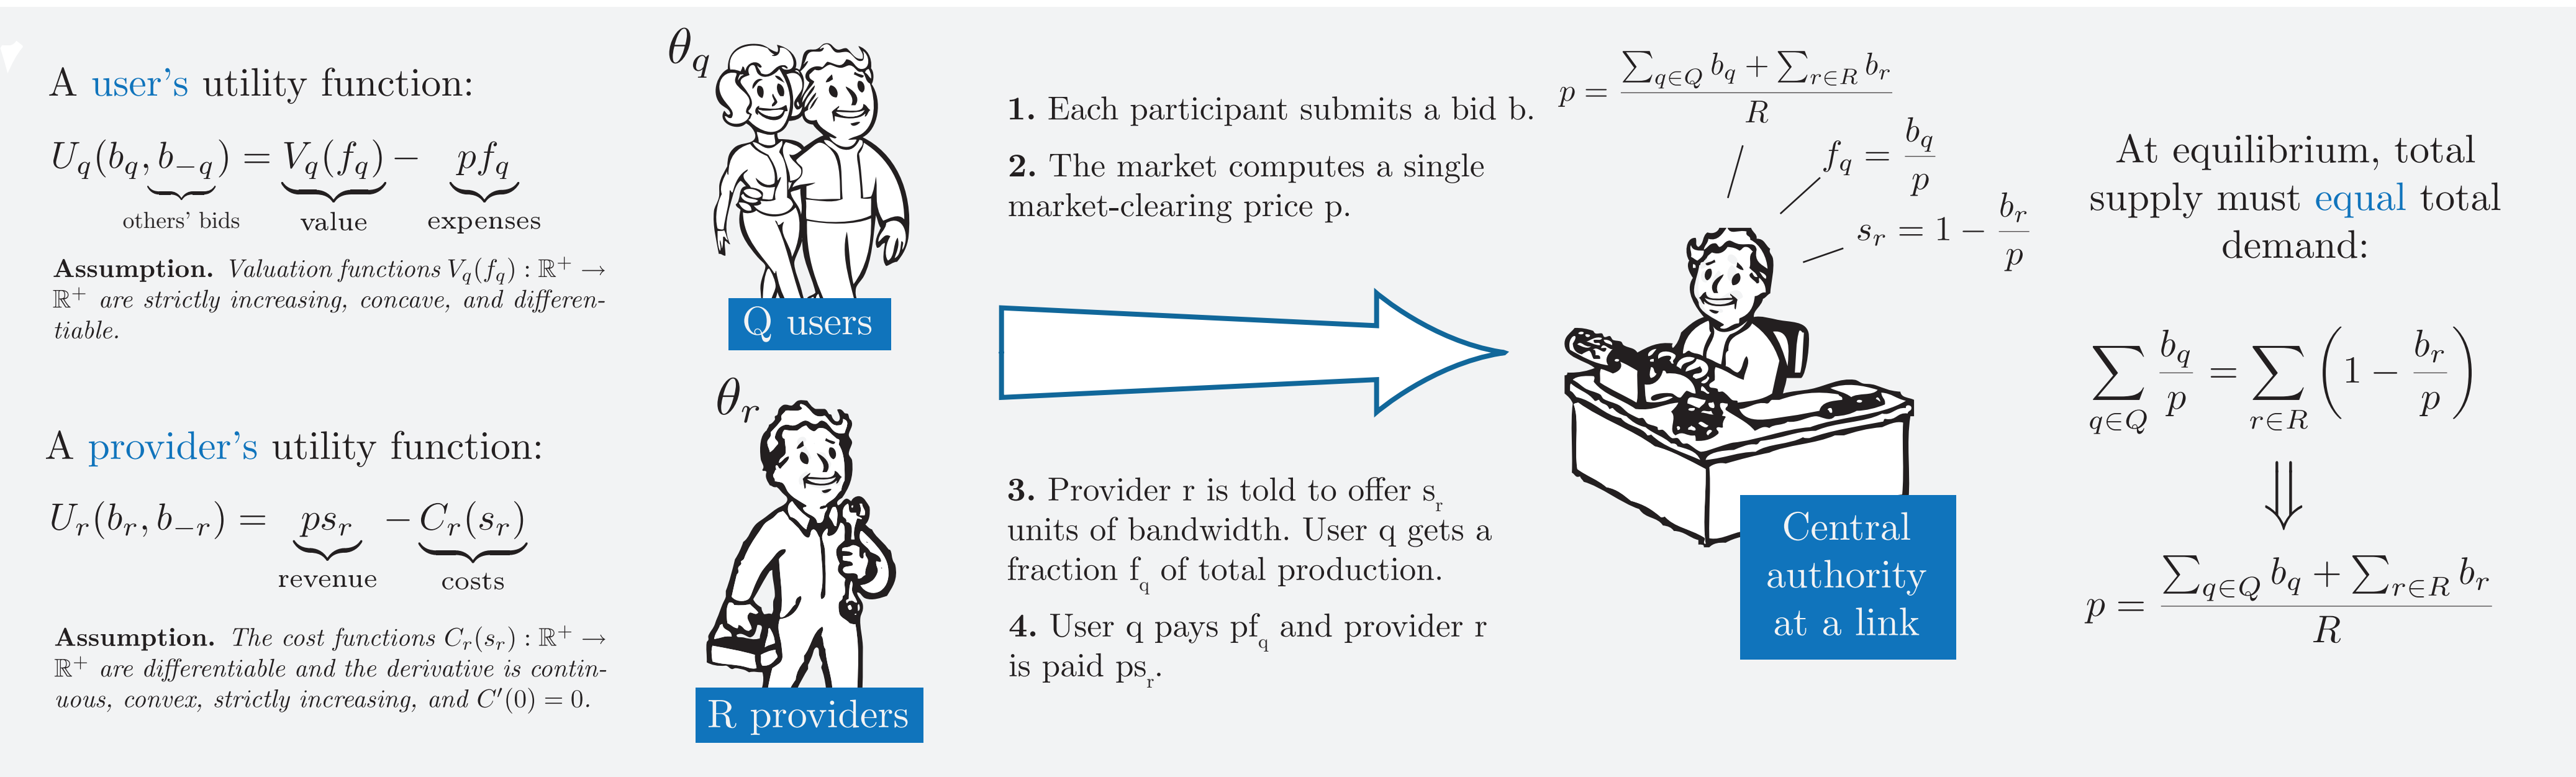 A user's utility function:
U_q(b_q, b_{−q}) = V_q(f_q) − pf_q
others' bids value expenses
Assumption. Valuation functions V_q(f_q) : ℝ⁺ →
ℝ⁺ are strictly increasing, concave, and differen-
tiable.
A provider's utility function:
U_r(b_r, b_{−r}) = ps_r − C_r(s_r)
revenue costs
Assumption. The cost functions C_r(s_r) : ℝ⁺ →
ℝ⁺ are differentiable and the derivative is contin-
uous, convex, strictly increasing, and C′(0) = 0.
θ_q
Q users
θ_r
R providers
1. Each participant submits a bid b.
2. The market computes a single
market-clearing price p.
3. Provider r is told to offer s_r
units of bandwidth. User q gets a
fraction f_q of total production.
4. User q pays pf_q and provider r
is paid ps_r.
p = (∑_{q∈Q} b_q + ∑_{r∈R} b_r) / R
f_q = b_q / p
s_r = 1 − b_r / p
Central
authority
at a link
At equilibrium, total
supply must equal total
demand:
∑_{q∈Q} b_q / p = ∑_{r∈R} (1 − b_r / p)
⇓
p = (∑_{q∈Q} b_q + ∑_{r∈R} b_r) / R